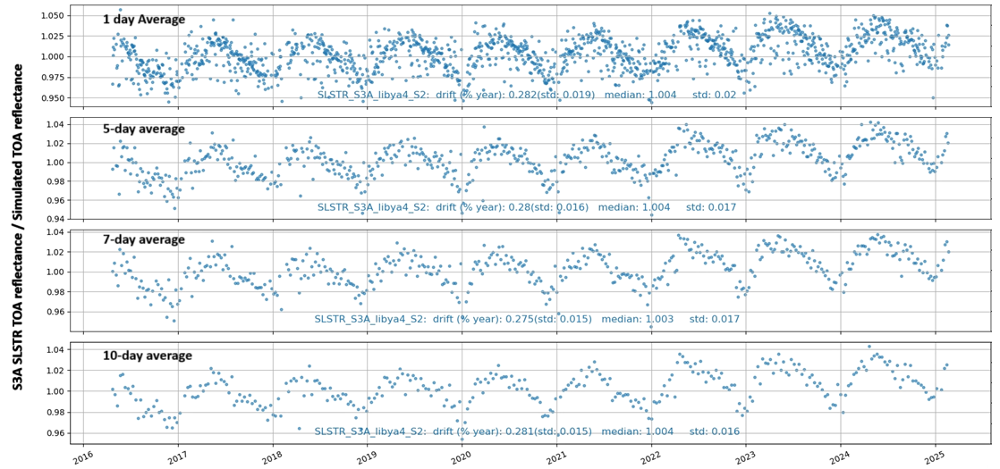 S3A SLSTR TOA reflectance / Simulated TOA reflectance
1 day Average
1.050
1.025
1.000
0.975
0.950
SLSTR_S3A_libya4_S2: drift (% year): 0.282(std: 0.019) median: 1.004 std: 0.02
5-day average
1.04
1.02
1.00
0.98
0.96
0.94
SLSTR_S3A_libya4_S2: drift (% year): 0.28(std: 0.016) median: 1.004 std: 0.017
7-day average
1.04
1.02
1.00
0.98
0.96
SLSTR_S3A_libya4_S2: drift (% year): 0.275(std: 0.015) median: 1.003 std: 0.017
10-day average
1.04
1.02
1.00
0.98
0.96
SLSTR_S3A_libya4_S2: drift (% year): 0.281(std: 0.015) median: 1.004 std: 0.016
2016 2017 2018 2019 2020 2021 2022 2023 2024 2025